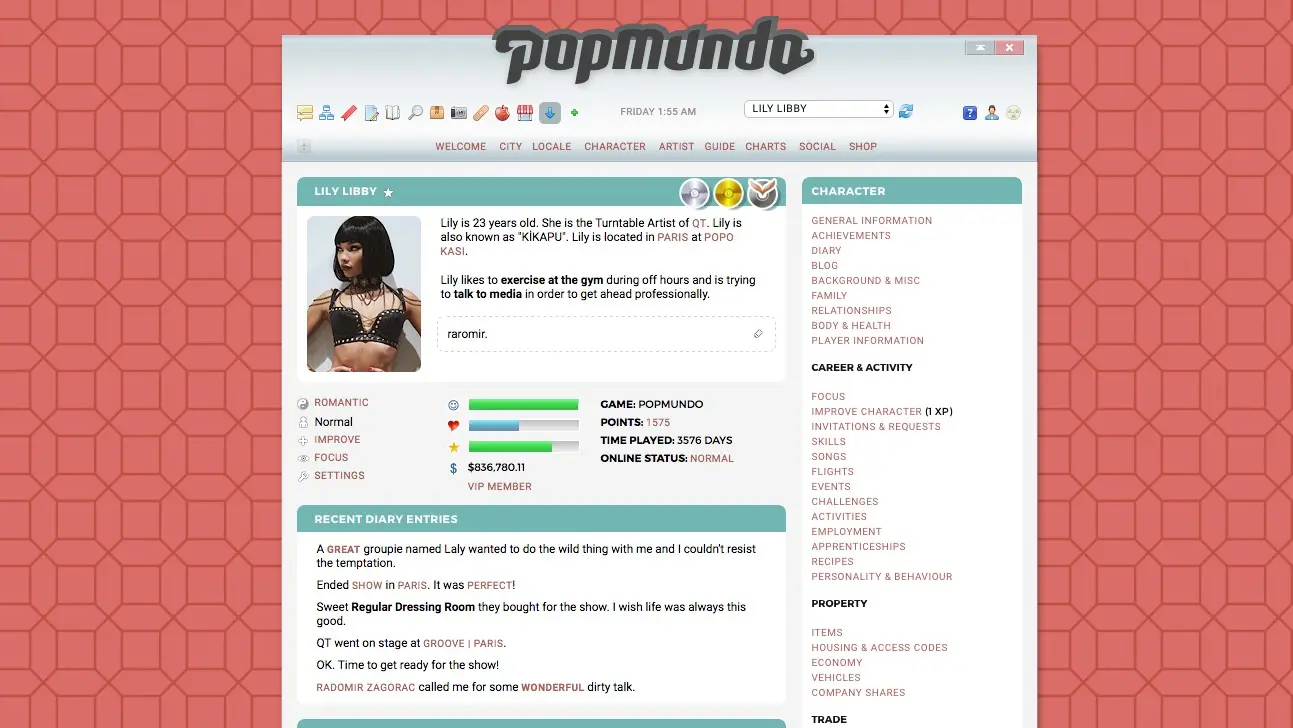 popmundo
FRIDAY 1:55 AM
LILY LIBBY
WELCOME CITY LOCALE CHARACTER ARTIST GUIDE CHARTS SOCIAL SHOP
LILY LIBBY
Lily is 23 years old. She is the Turntable Artist of QT. Lily is
also known as "KİKAPU". Lily is located in PARIS at POPO
KASI.
Lily likes to exercise at the gym during off hours and is trying
to talk to media in order to get ahead professionally.
raromir.
ROMANTIC
Normal
IMPROVE
FOCUS
SETTINGS
$836,780.11
VIP MEMBER
GAME: POPMUNDO
POINTS: 1575
TIME PLAYED: 3576 DAYS
ONLINE STATUS: NORMAL
RECENT DIARY ENTRIES
A GREAT groupie named Laly wanted to do the wild thing with me and I couldn't resist
the temptation.
Ended SHOW in PARIS. It was PERFECT!
Sweet Regular Dressing Room they bought for the show. I wish life was always this
good.
QT went on stage at GROOVE | PARIS.
OK. Time to get ready for the show!
RADOMIR ZAGORAC called me for some WONDERFUL dirty talk.
CHARACTER
GENERAL INFORMATION
ACHIEVEMENTS
DIARY
BLOG
BACKGROUND & MISC
FAMILY
RELATIONSHIPS
BODY & HEALTH
PLAYER INFORMATION
CAREER & ACTIVITY
FOCUS
IMPROVE CHARACTER (1 XP)
INVITATIONS & REQUESTS
SKILLS
SONGS
FLIGHTS
EVENTS
CHALLENGES
ACTIVITIES
EMPLOYMENT
APPRENTICESHIPS
RECIPES
PERSONALITY & BEHAVIOUR
PROPERTY
ITEMS
HOUSING & ACCESS CODES
ECONOMY
VEHICLES
COMPANY SHARES
TRADE